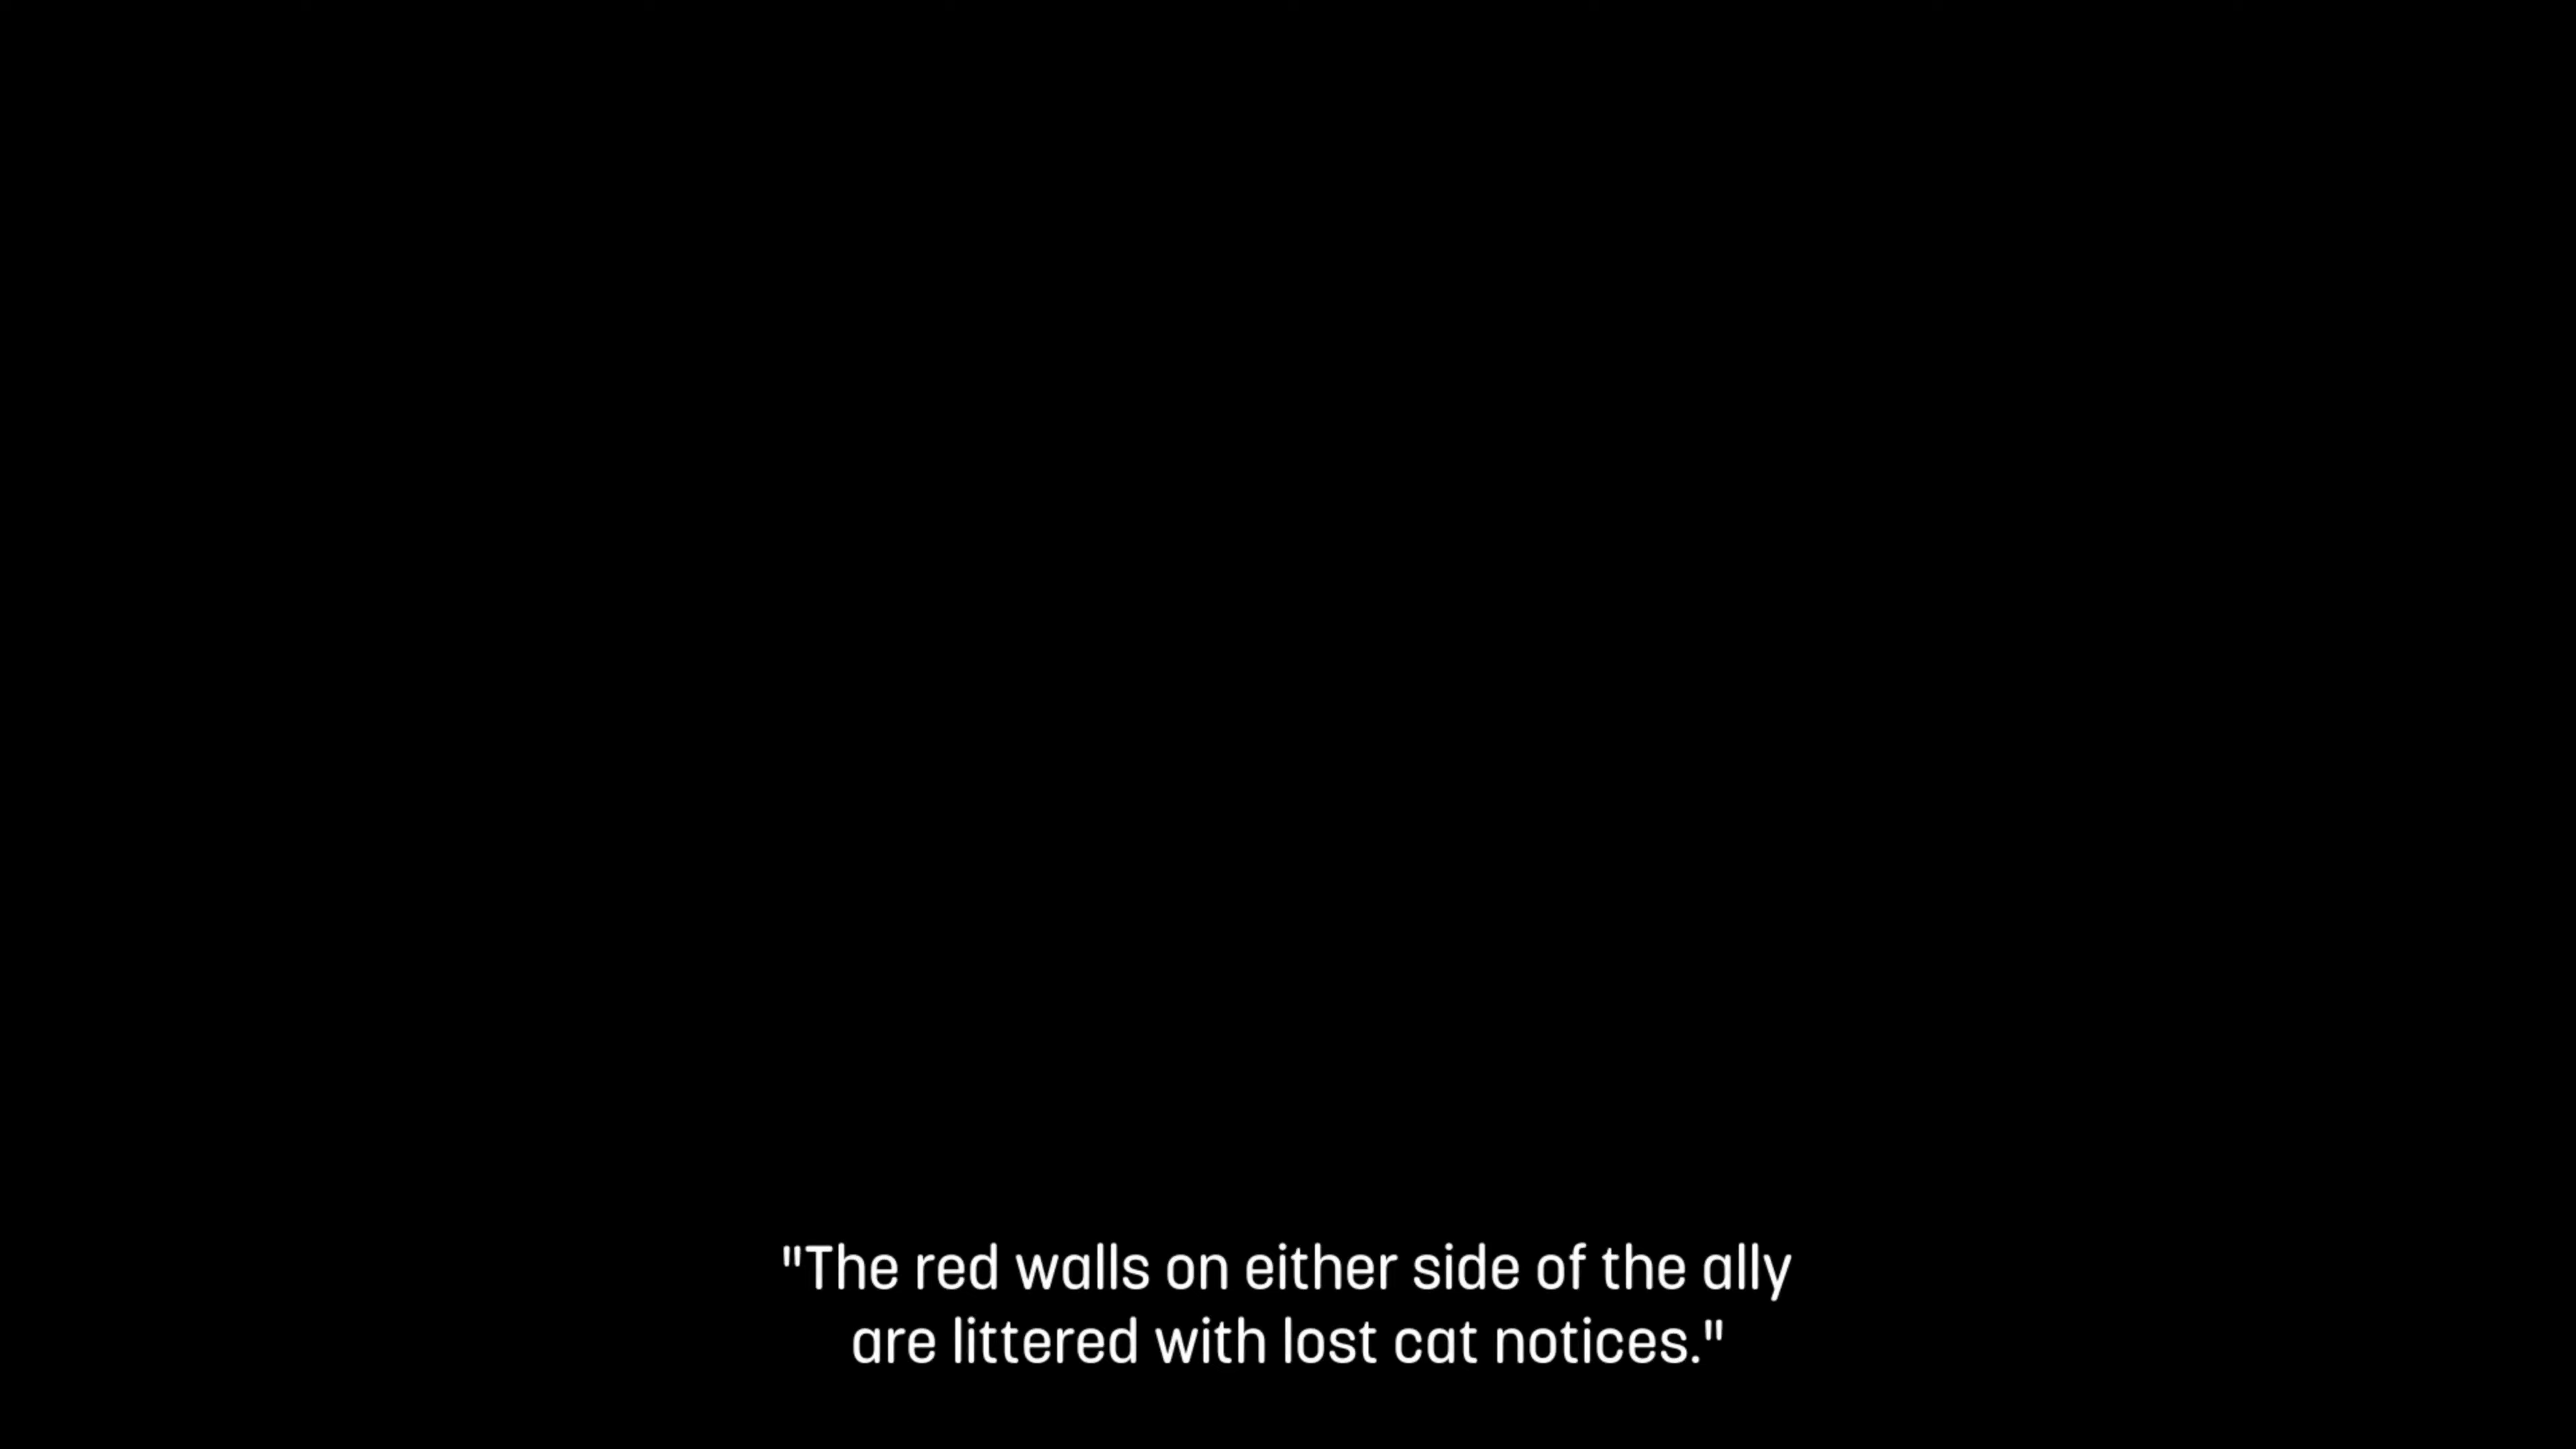 "The red walls on either side of the ally
are littered with lost cat notices."